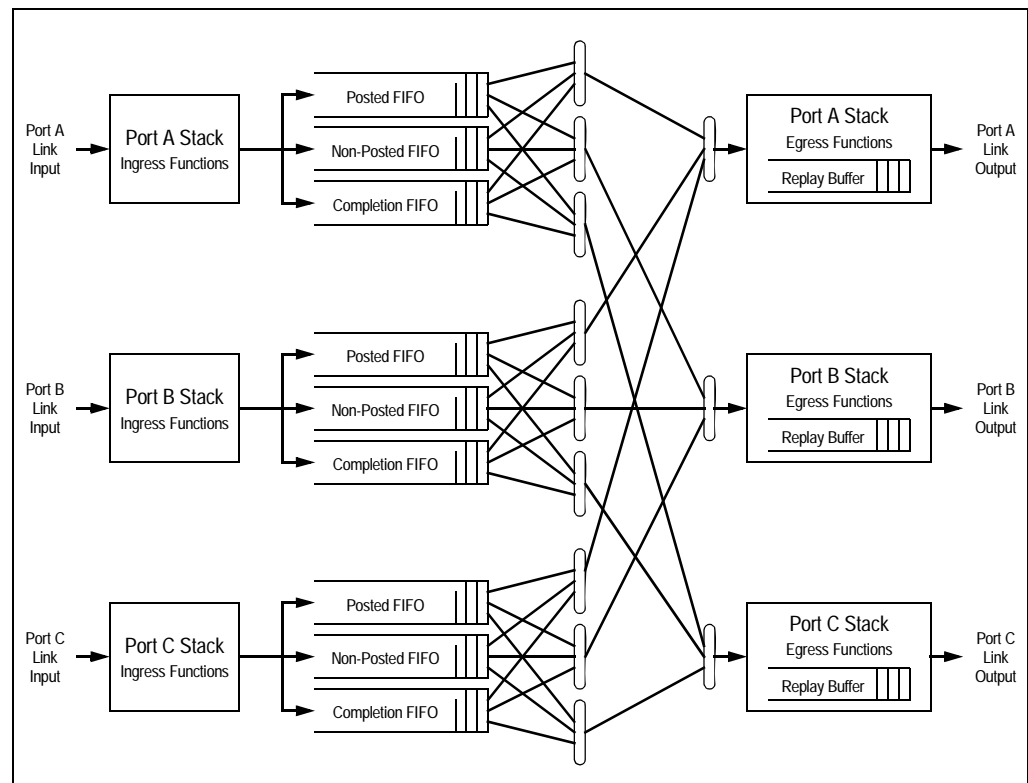 Port A
Link
Input
Port A Stack
Ingress Functions
Posted FIFO
Non-Posted FIFO
Completion FIFO
Port A Stack
Egress Functions
Replay Buffer
Port A
Link
Output
Port B
Link
Input
Port B Stack
Ingress Functions
Posted FIFO
Non-Posted FIFO
Completion FIFO
Port B Stack
Egress Functions
Replay Buffer
Port B
Link
Output
Port C
Link
Input
Port C Stack
Ingress Functions
Posted FIFO
Non-Posted FIFO
Completion FIFO
Port C Stack
Egress Functions
Replay Buffer
Port C
Link
Output